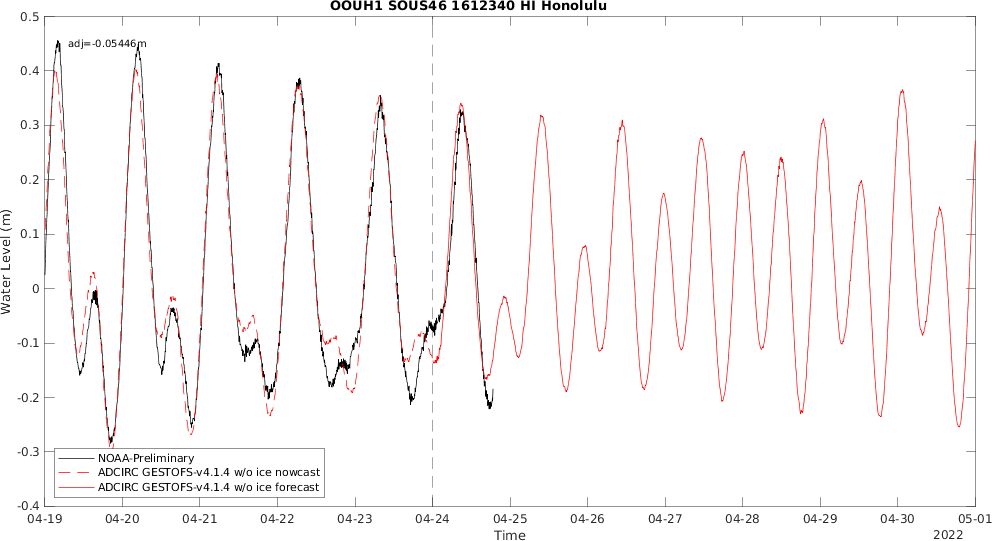 OOUH1 SOUS46 1612340 HI Honolulu
adj=-0.05446m
0.5
0.4
0.3
0.2
0.1
0
-0.1
-0.2
-0.3
-0.4
Water Level (m)
NOAA-Preliminary
ADCIRC GESTOFS-v4.1.4 w/o ice nowcast
ADCIRC GESTOFS-v4.1.4 w/o ice forecast
04-19 04-20 04-21 04-22 04-23 04-24 04-25 04-26 04-27 04-28 04-29 04-30 05-01
Time
2022